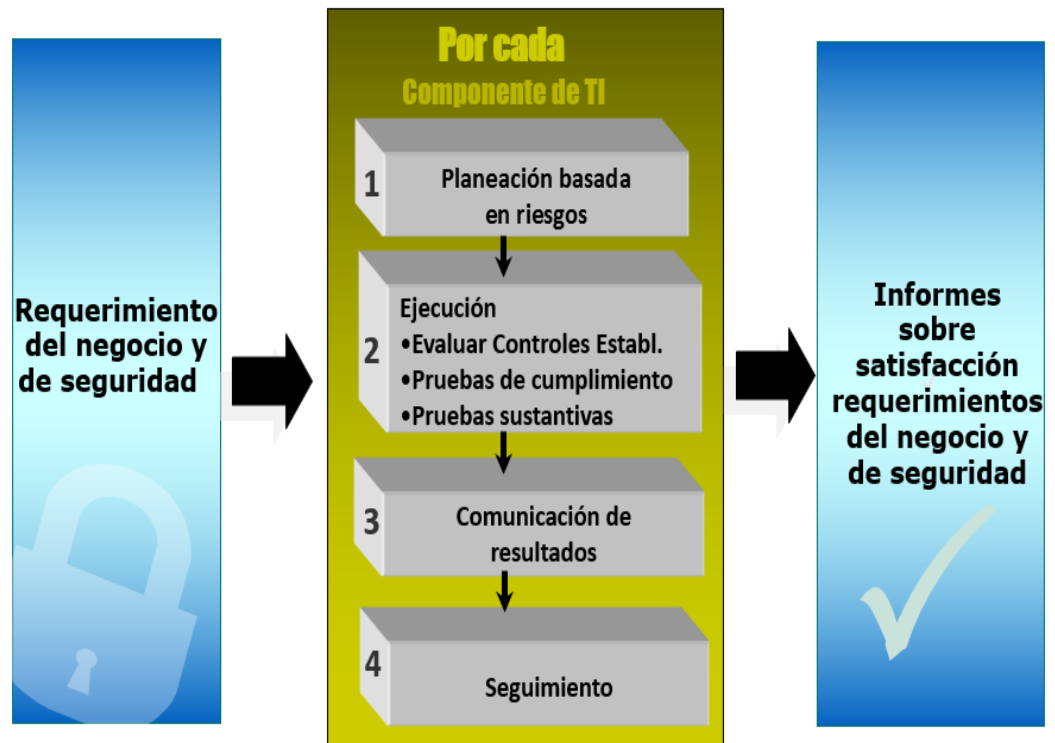 Por cada
Componente de TI
Requerimiento
del negocio y
de seguridad
1
Planeación basada
en riesgos
2
Ejecución
•Evaluar Controles Establ.
•Pruebas de cumplimiento
•Pruebas sustantivas
3
Comunicación de
resultados
4
Seguimiento
Informes
sobre
satisfacción
requerimientos
del negocio y
de seguridad